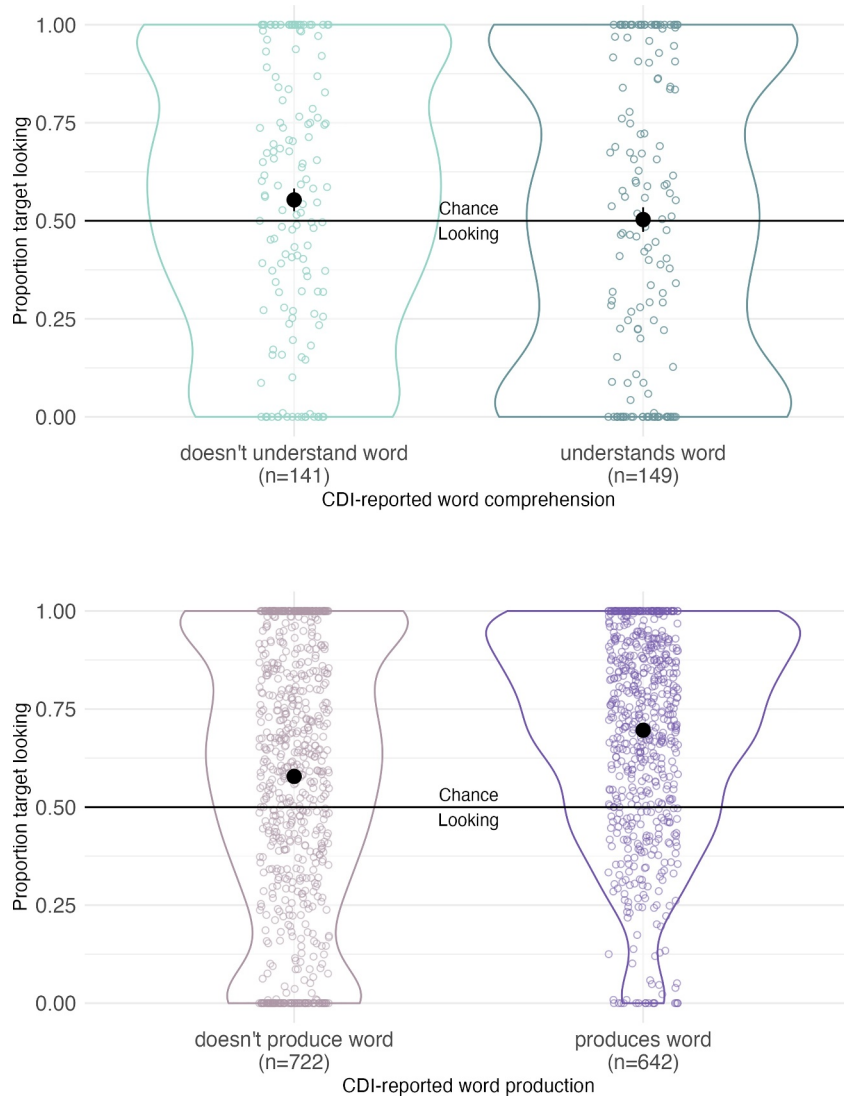 Proportion target looking
1.00
0.75
0.50
0.25
0.00
Chance
Looking
doesn't understand word
(n=141)
understands word
(n=149)
CDI-reported word comprehension
Proportion target looking
1.00
0.75
0.50
0.25
0.00
Chance
Looking
doesn't produce word
(n=722)
produces word
(n=642)
CDI-reported word production